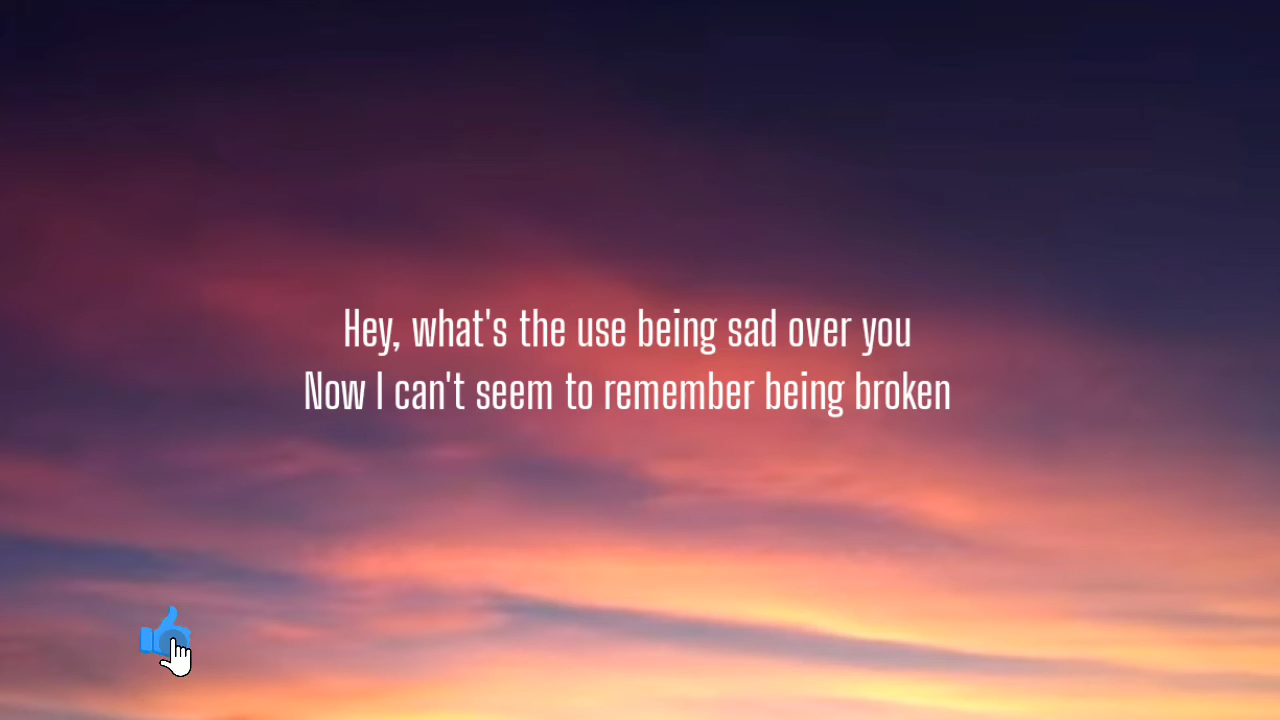 Hey, what's the use being sad over you
Now I can't seem to remember being broken